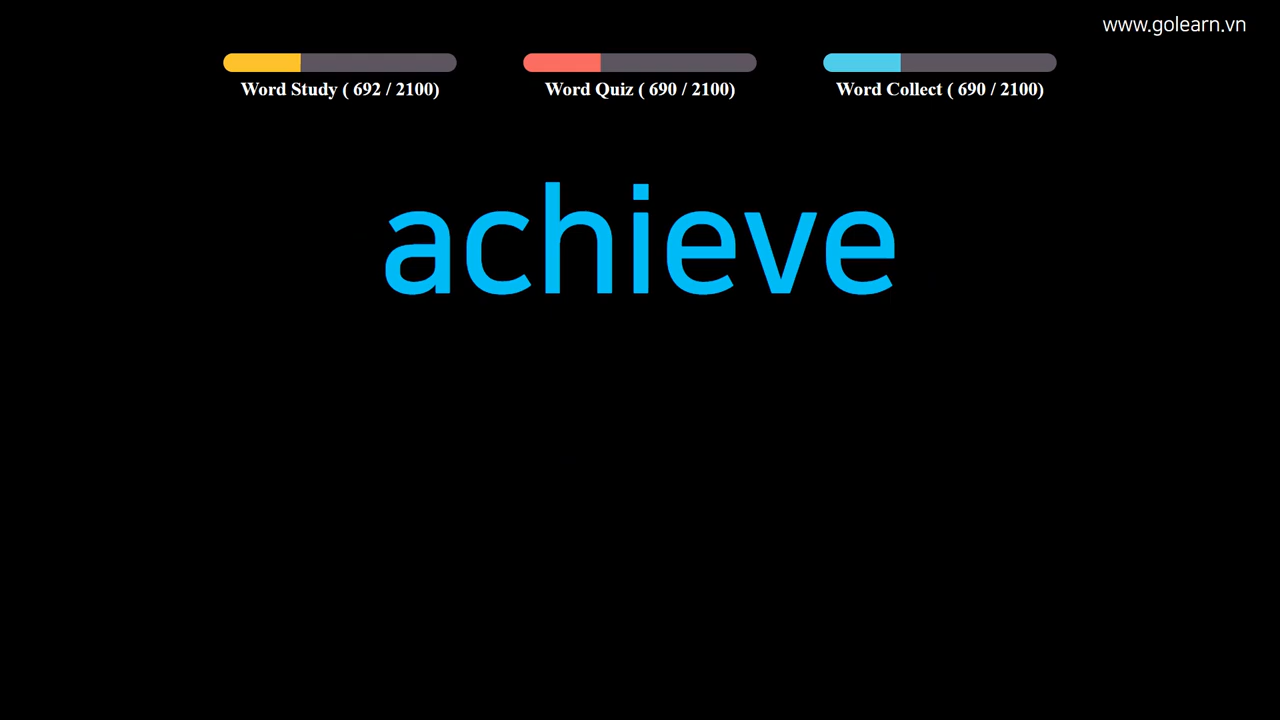 www.golearn.vn
Word Study ( 692 / 2100)
Word Quiz ( 690 / 2100)
Word Collect ( 690 / 2100)
achieve